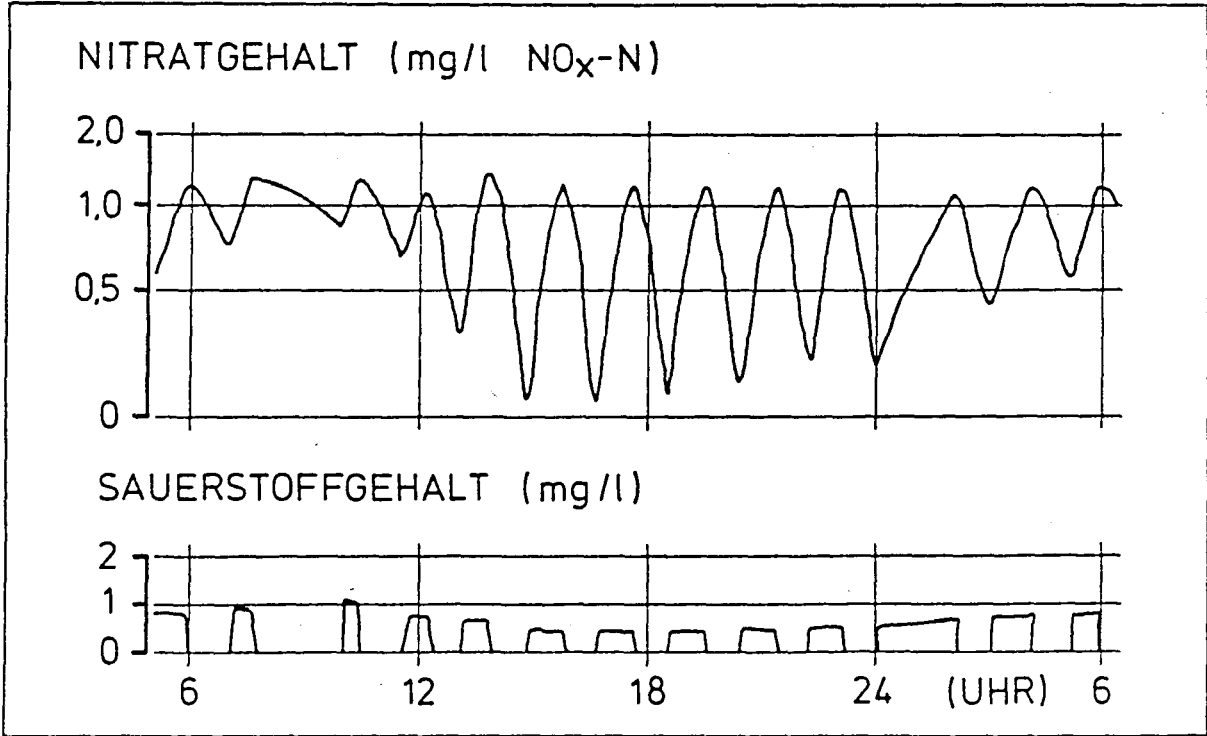 NITRATGEHALT (mg/l NOx-N)
2,0
1,0
0,5
0
SAUERSTOFFGEHALT (mg/l)
2
1
0
6 12 18 24 (UHR) 6